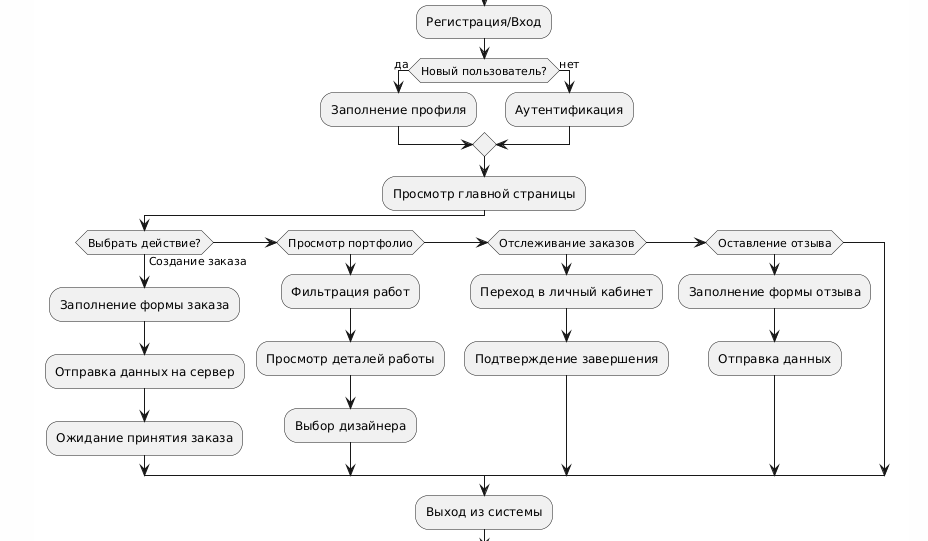 Регистрация/Вход
да
Новый пользователь?
нет
Заполнение профиля
Аутентификация
Просмотр главной страницы
Выбрать действие?
Просмотр портфолио
Отслеживание заказов
Оставление отзыва
Создание заказа
Заполнение формы заказа
Фильтрация работ
Переход в личный кабинет
Заполнение формы отзыва
Отправка данных на сервер
Просмотр деталей работы
Подтверждение завершения
Отправка данных
Ожидание принятия заказа
Выбор дизайнера
Выход из системы